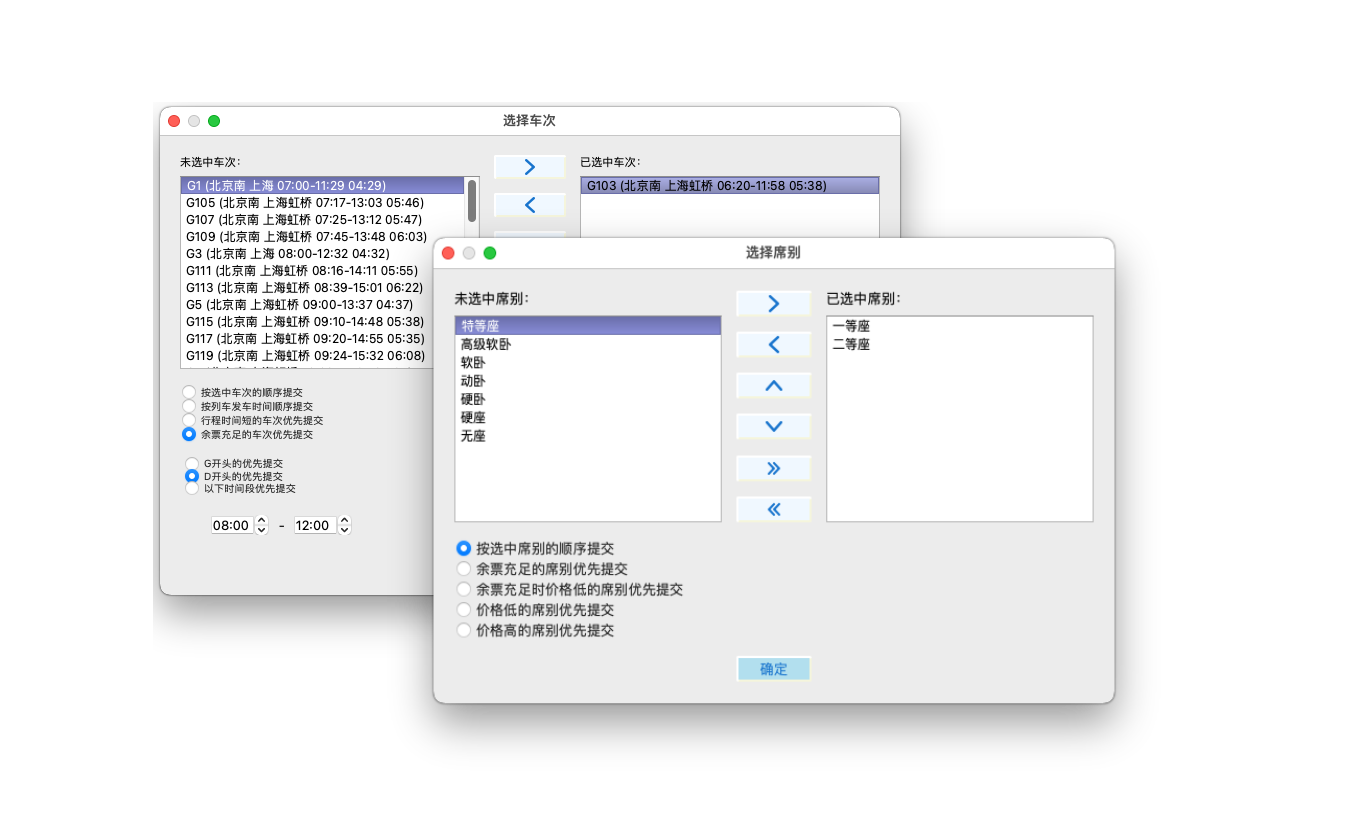 选择车次
未选中车次:
已选中车次:
G1 (北京南 上海 07:00-11:29 04:29)
G105 (北京南 上海虹桥 07:17-13:03 05:46)
G107 (北京南 上海虹桥 07:25-13:12 05:47)
G109 (北京南 上海虹桥 07:45-13:48 06:03)
G3 (北京南 上海 08:00-12:32 04:32)
G111 (北京南 上海虹桥 08:16-14:11 05:55)
G113 (北京南 上海虹桥 08:39-15:01 06:22)
G5 (北京南 上海 09:00-13:37 04:37)
G115 (北京南 上海虹桥 09:10-14:48 05:38)
G117 (北京南 上海虹桥 09:20-14:55 05:35)
G119 (北京南 上海虹桥 09:24-15:32 06:08)
G103 (北京南 上海虹桥 06:20-11:58 05:38)
按选中车次的顺序提交
按列车发车时间顺序提交
行程时间短的车次优先提交
余票充足的车次优先提交
G开头的优先提交
D开头的优先提交
以下时间段优先提交
08:00 - 12:00
选择席别
未选中席别:
已选中席别:
特等座
高级软卧
软卧
动卧
硬卧
硬座
无座
一等座
二等座
按选中席别的顺序提交
余票充足的席别优先提交
余票充足时价格低的席别优先提交
价格低的席别优先提交
价格高的席别优先提交
确定